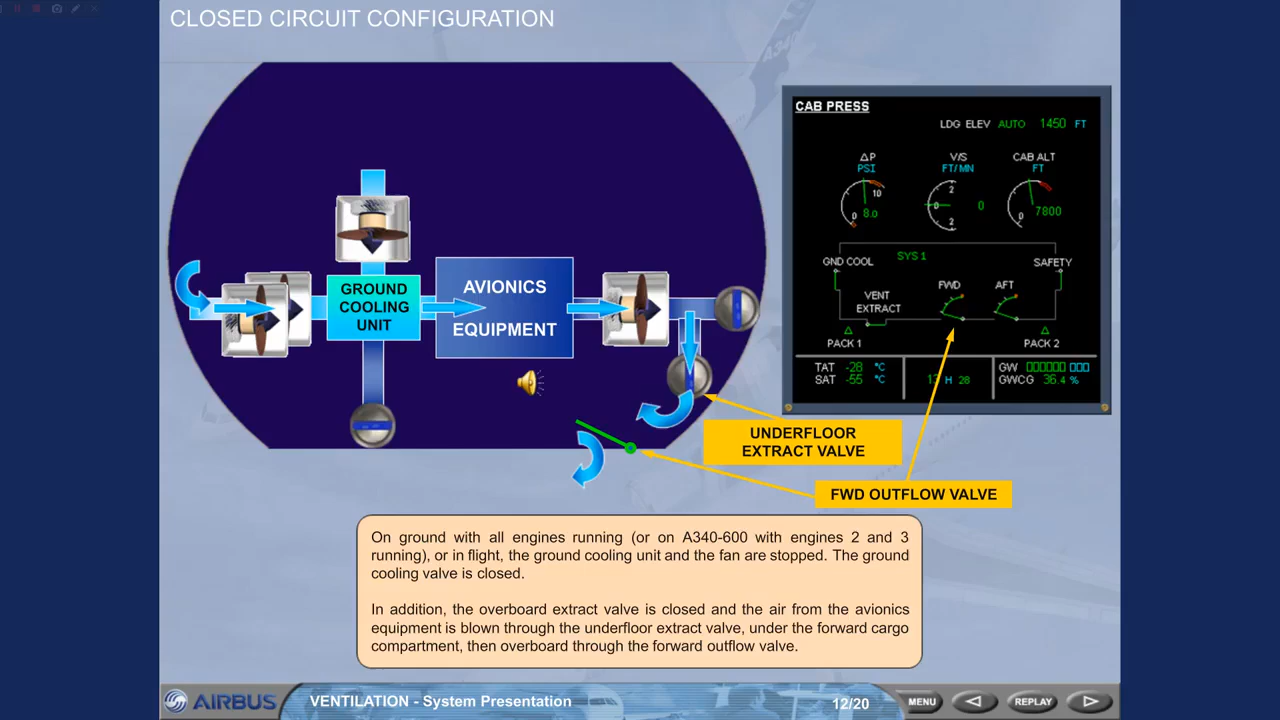 CLOSED CIRCUIT CONFIGURATION
CAB PRESS
LDG ELEV AUTO 1450 FT
ΔP
PSI
V/S
FT/MN
CAB ALT
FT
10
8.0
0
2
0
2
0
0
7800
GND COOL
SYS 1
SAFETY
VENT
EXTRACT
FWD
AFT
PACK 1
PACK 2
TAT -28 °C
SAT -55 °C
H 28
GW
GWCG 36.4 %
GROUND
COOLING
UNIT
AVIONICS
EQUIPMENT
UNDERFLOOR
EXTRACT VALVE
FWD OUTFLOW VALVE
On ground with all engines running (or on A340-600 with engines 2 and 3
running), or in flight, the ground cooling unit and the fan are stopped. The ground
cooling valve is closed.
In addition, the overboard extract valve is closed and the air from the avionics
equipment is blown through the underfloor extract valve, under the forward cargo
compartment, then overboard through the forward outflow valve.
AIRBUS
VENTILATION - System Presentation
12/20
MENU
REPLAY